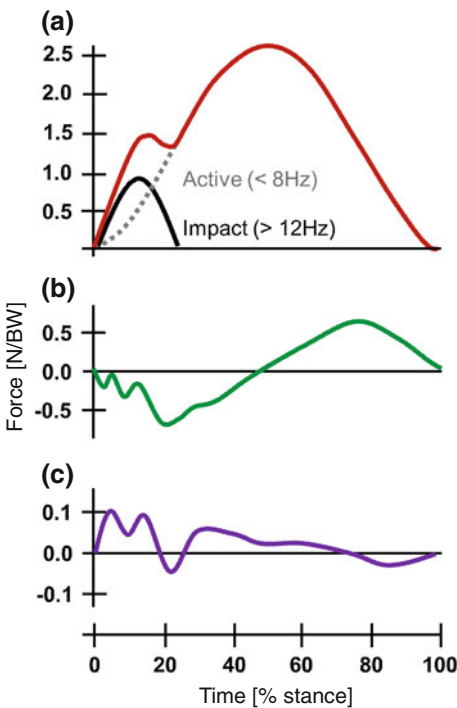 (a)
2.5
2.0
1.5
1.0
0.5
Active (< 8Hz)
Impact (> 12Hz)
(b)
0.5
0.0
-0.5
Force [N/BW]
(c)
0.1
0.0
-0.1
0 20 40 60 80 100
Time [% stance]